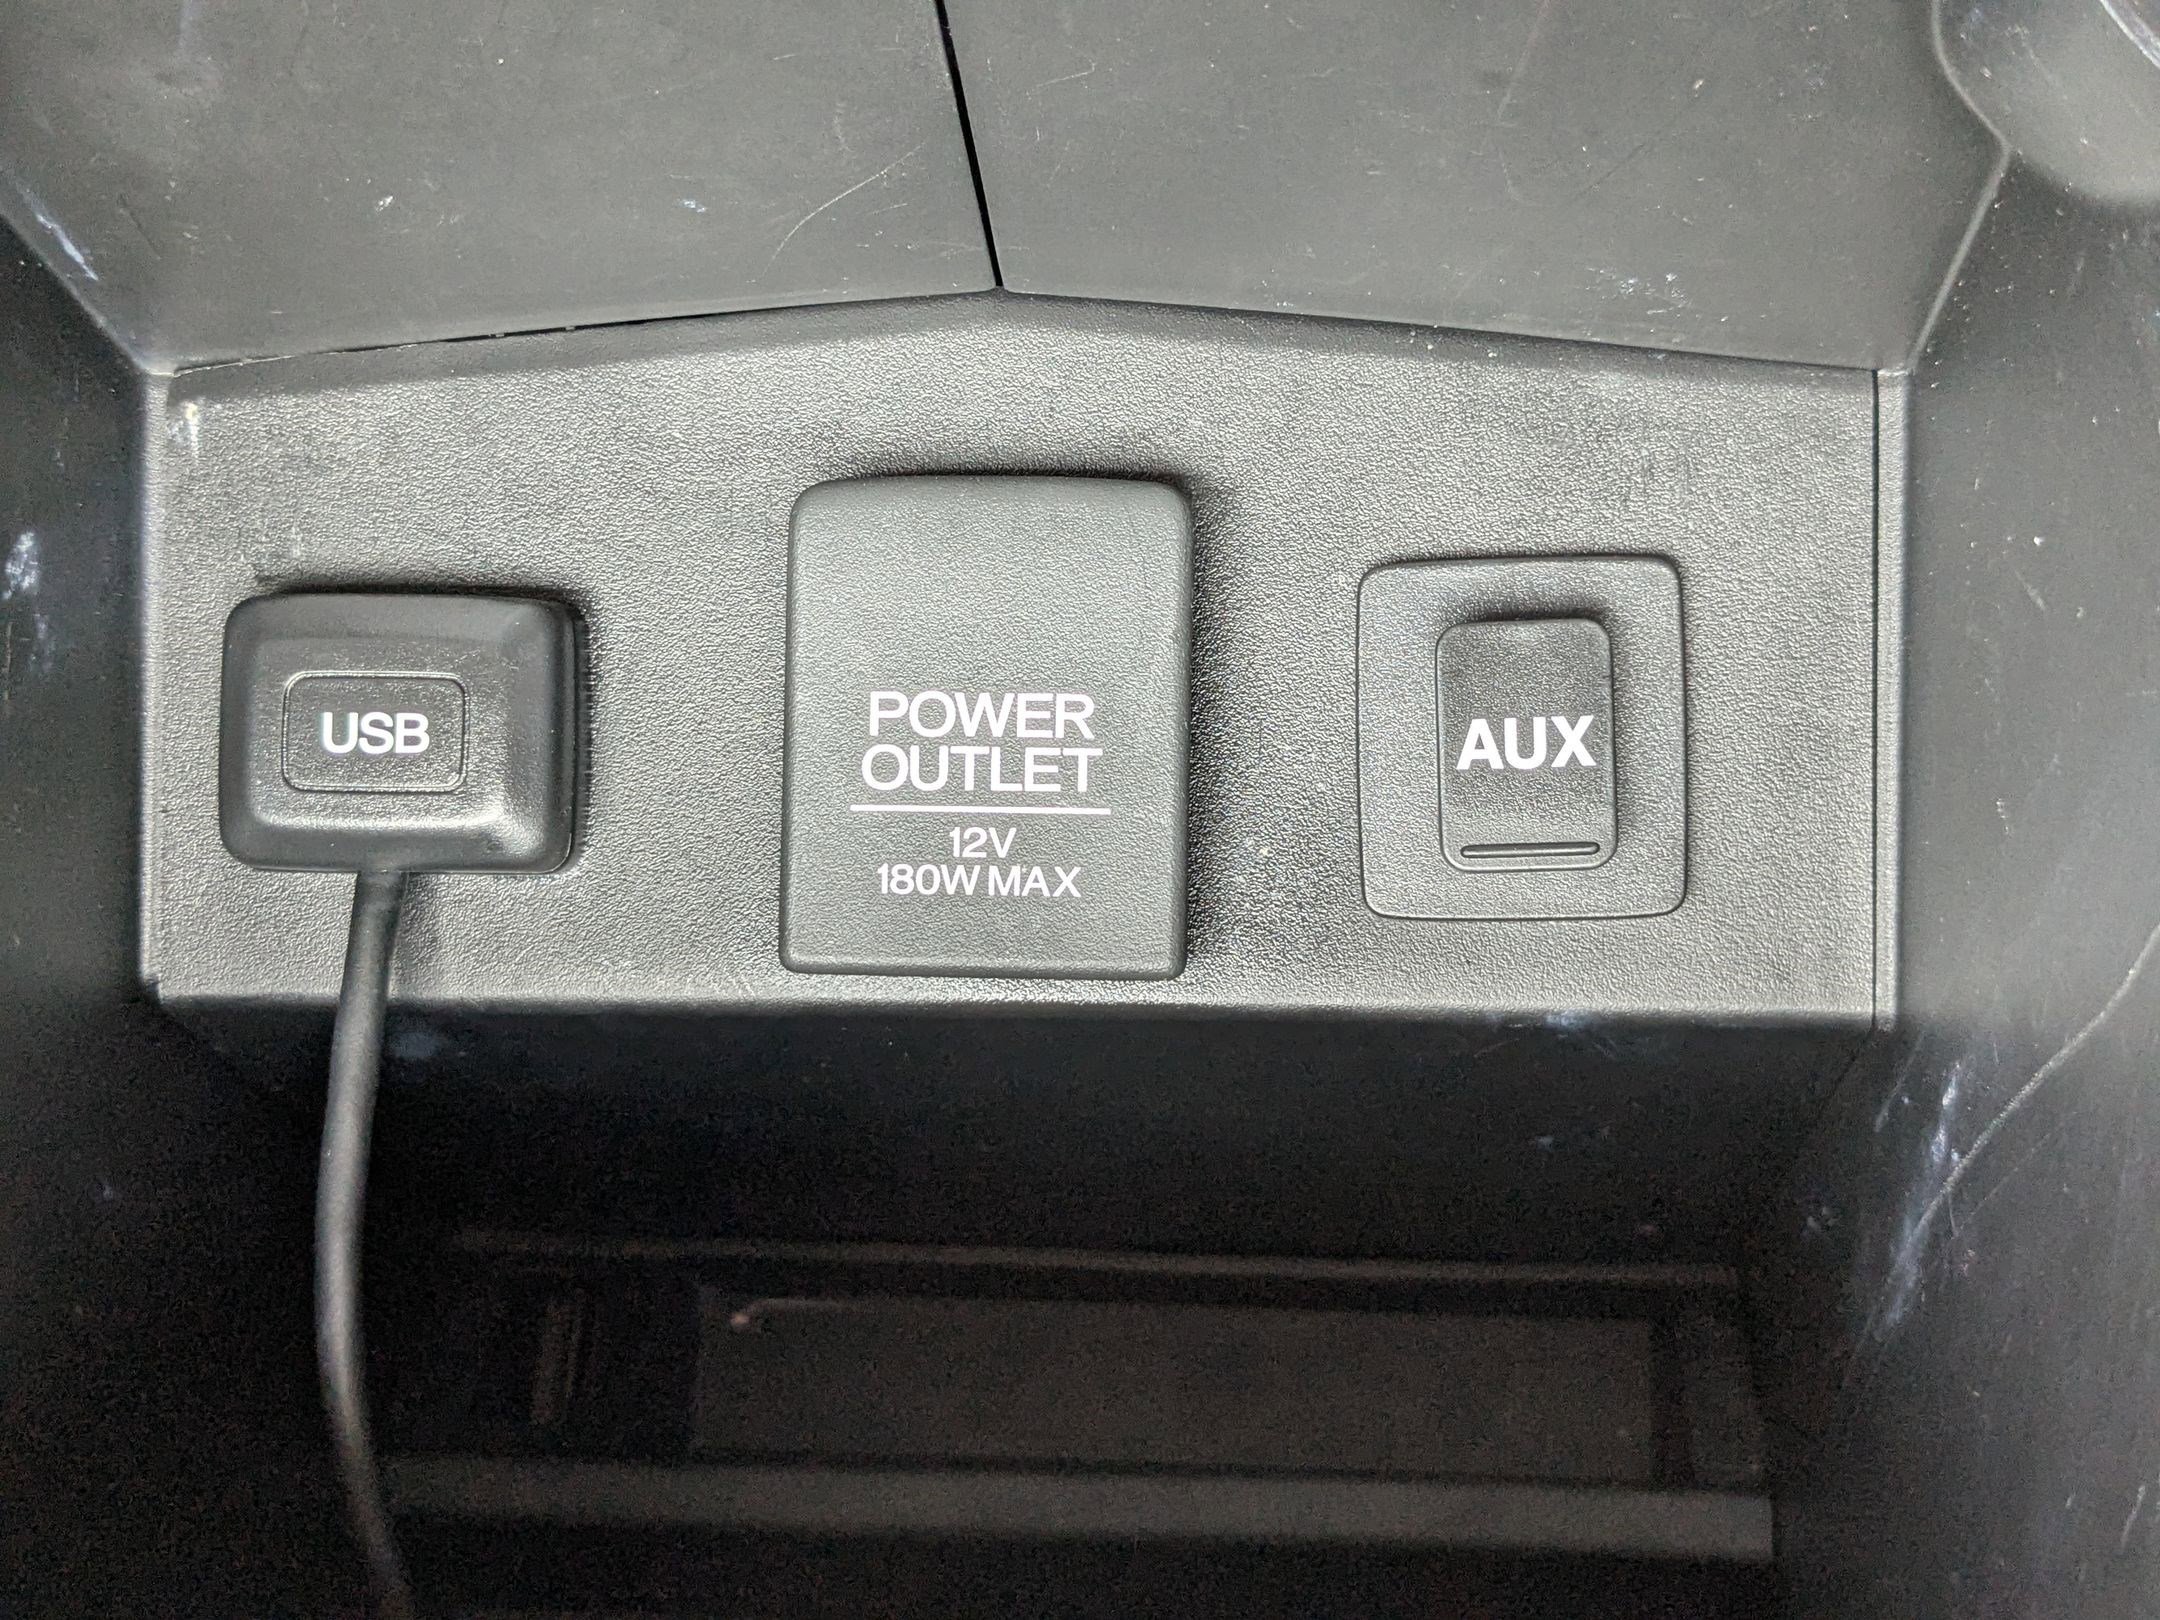 USB
POWER
OUTLET
12V
180W MAX
AUX